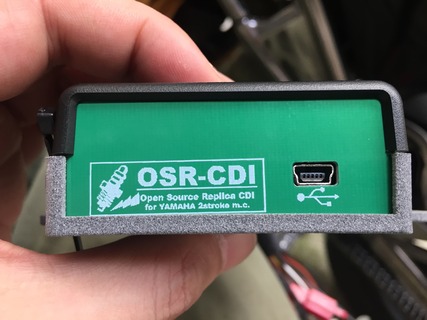 OSR-CDI
Open Source Replica CDI
for YAMAHA 2stroke m.c.